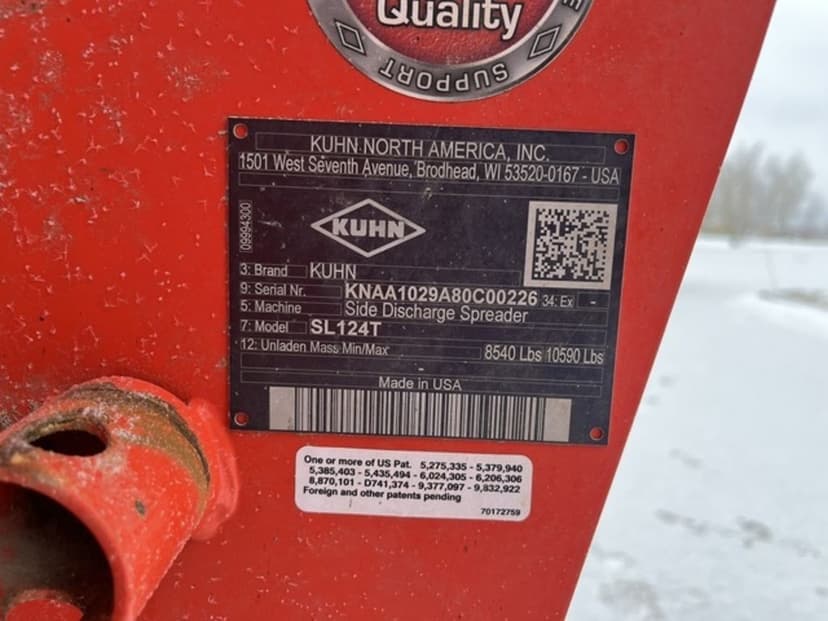 Quality
SUPPORT
KUHN NORTH AMERICA, INC.
1501 West Seventh Avenue, Brodhead, WI 53520-0167 - USA
09994300
KUHN
3: Brand KUHN
9: Serial Nr. KNAA1029A80C00226 34: Ex -
5: Machine Side Discharge Spreader
7: Model SL124T
12: Unladen Mass Min/Max 8540 Lbs 10590 Lbs
-
Made in USA
One or more of US Pat. 5,275,335 - 5,379,940
5,385,403 - 5,435,494 - 6,024,305 - 6,206,306
8,870,101 - D741,374 - 9,377,097 - 9,832,922
Foreign and other patents pending
70172759